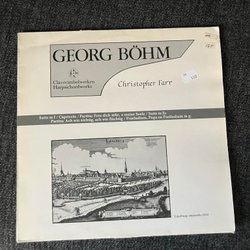 GEORG BÖHM
Clavecimbelwerken
Harpsichordworks
Christopher Farr
Suite in f / Capriccio / Partita: Freu dich sehr, o meine Seele / Suite in Es
Partita: Ach wie nichtig, ach wie flüchtig / Praeludium, Fuga en Postludium in g.